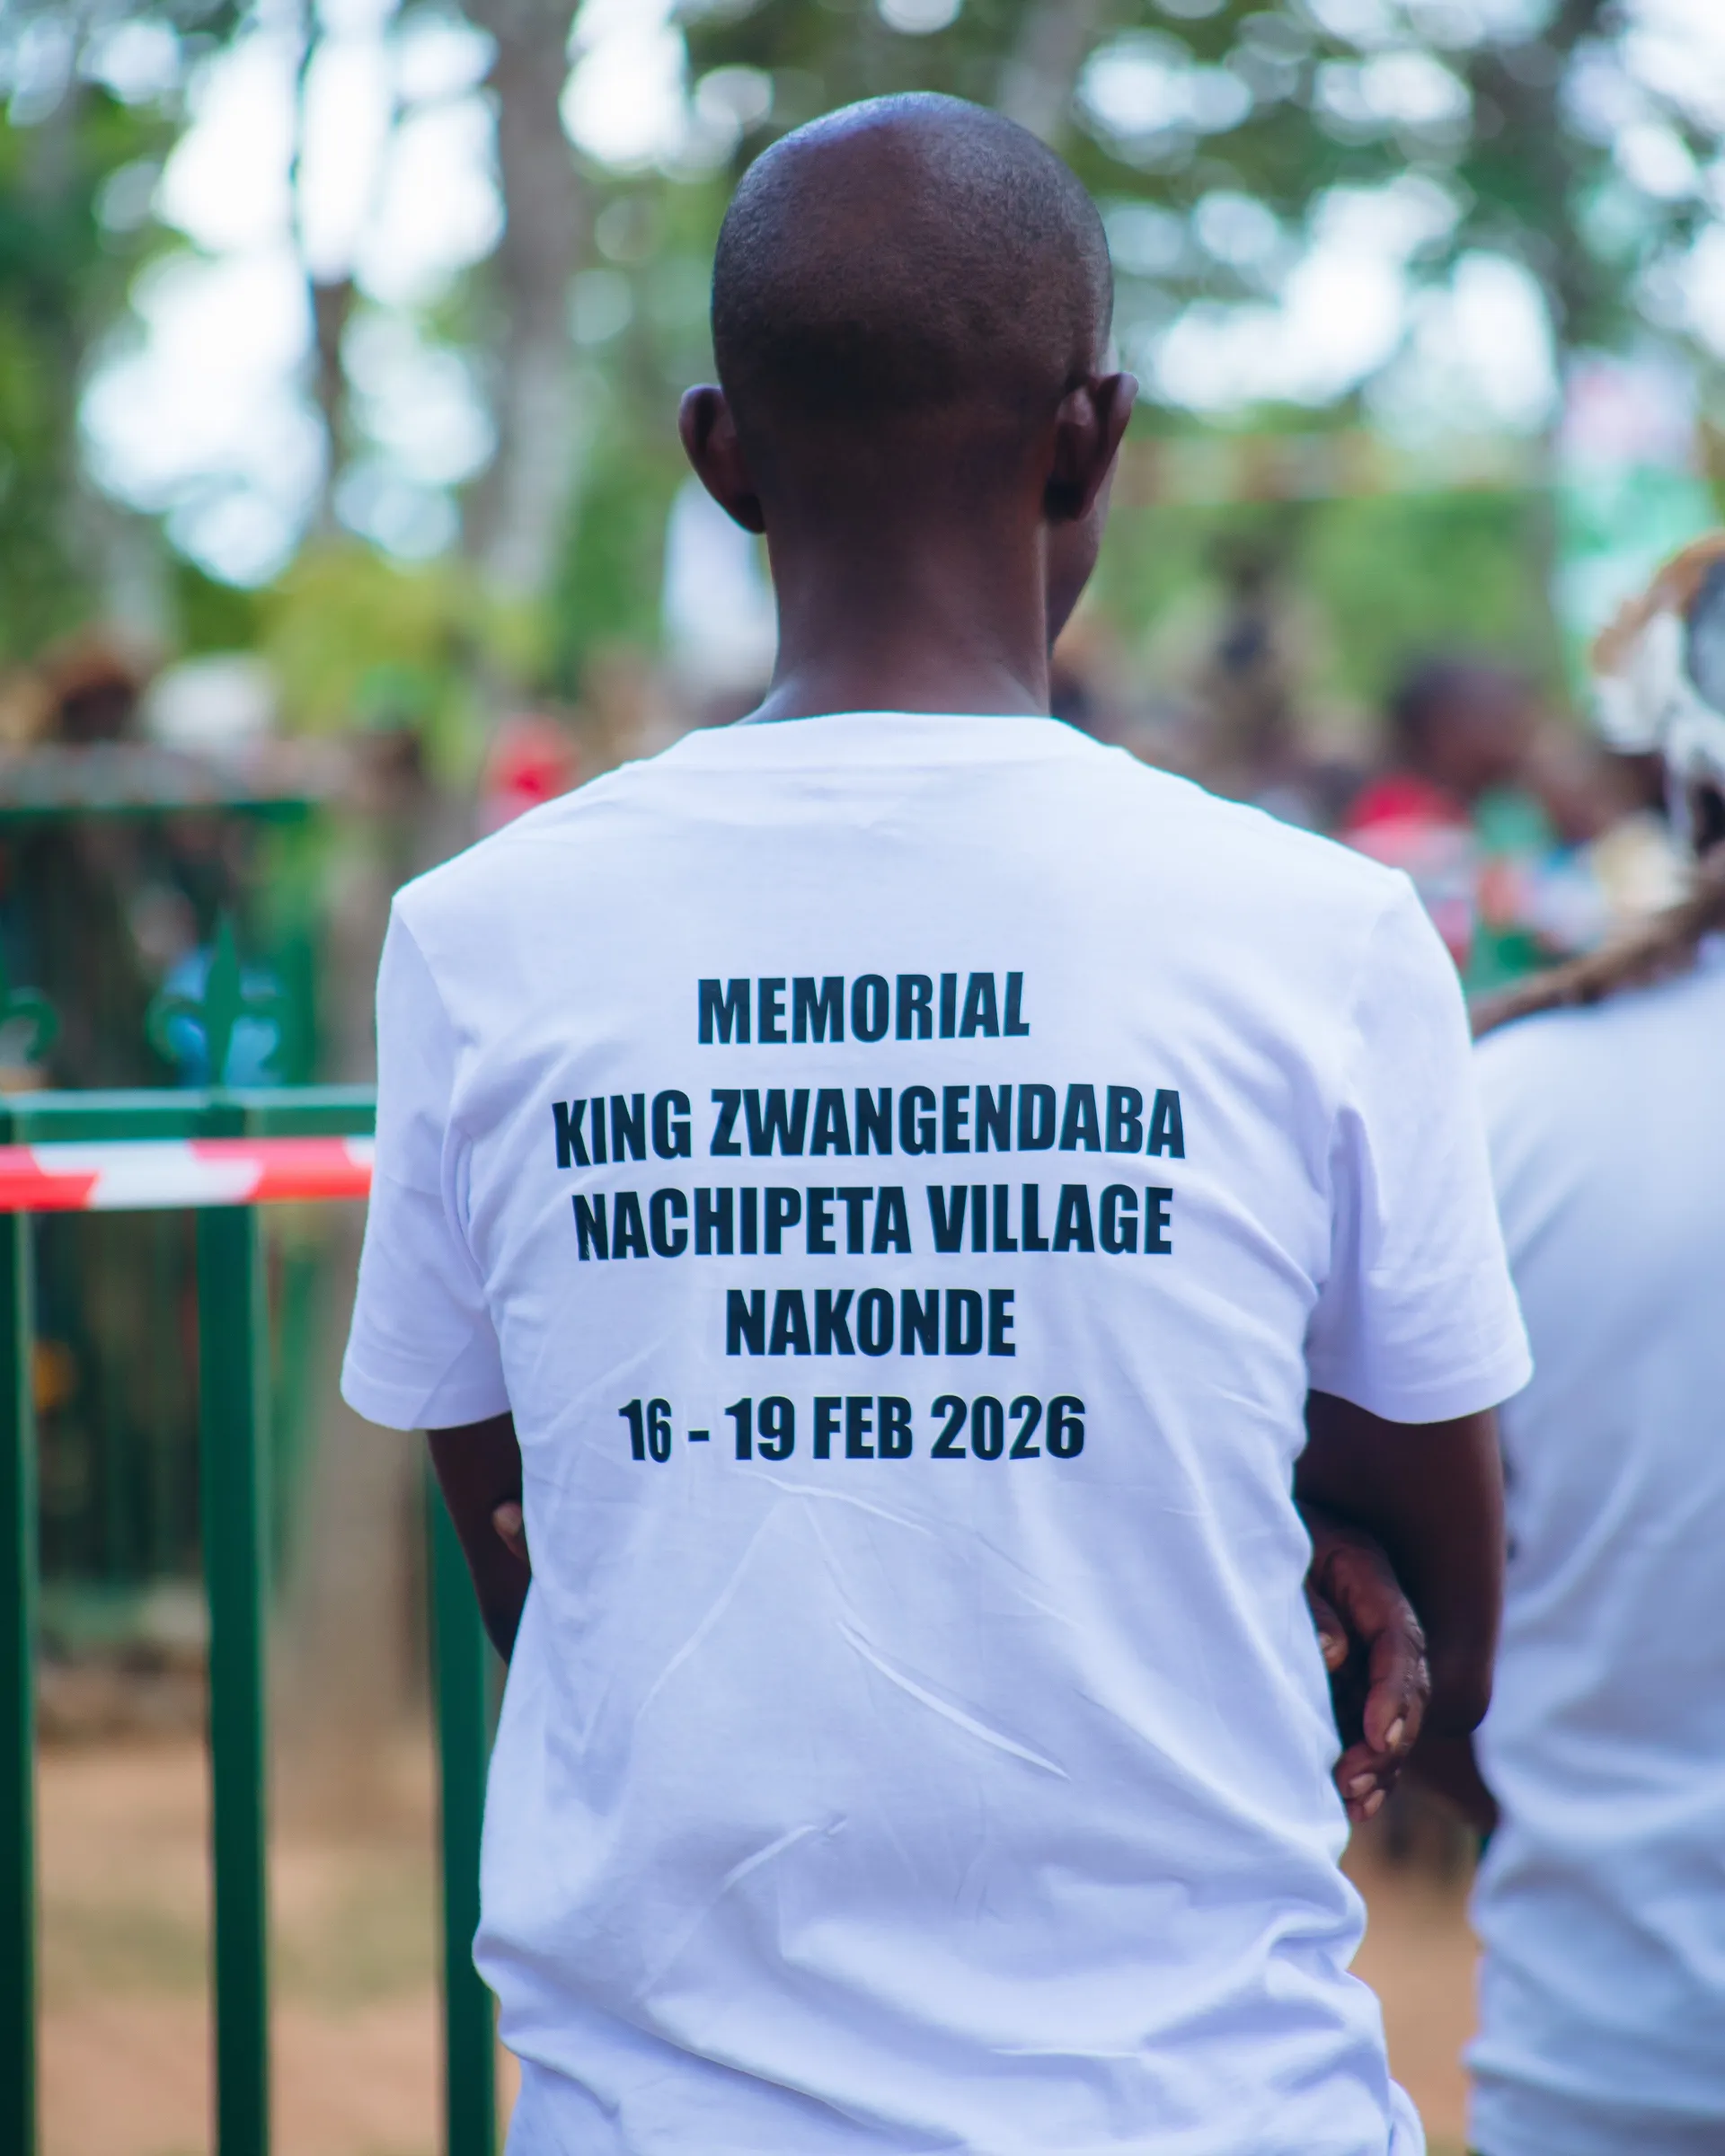 MEMORIAL
KING ZWANGENDABA
NACHIPETA VILLAGE
NAKONDE
16 - 19 FEB 2026